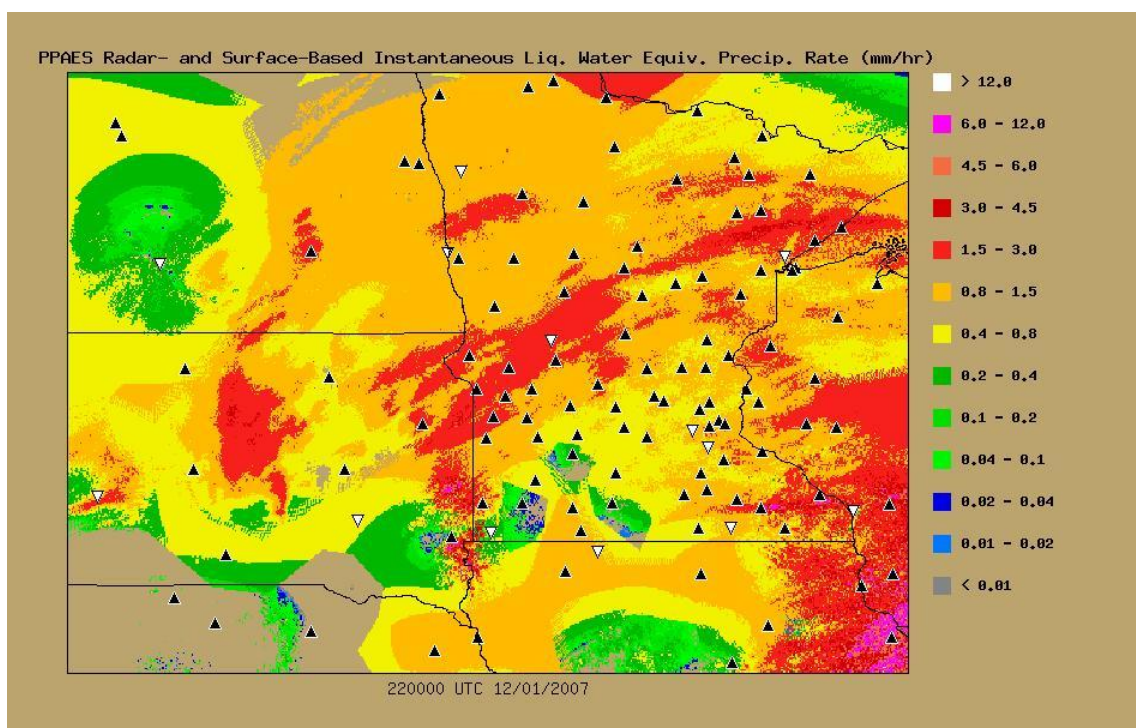 PPAES Radar- and Surface-Based Instantaneous Liq. Water Equiv. Precip. Rate (mm/hr)
> 12.0
6.0 - 12.0
4.5 - 6.0
3.0 - 4.5
1.5 - 3.0
0.8 - 1.5
0.4 - 0.8
0.2 - 0.4
0.1 - 0.2
0.04 - 0.1
0.02 - 0.04
0.01 - 0.02
< 0.01
220000 UTC 12/01/2007